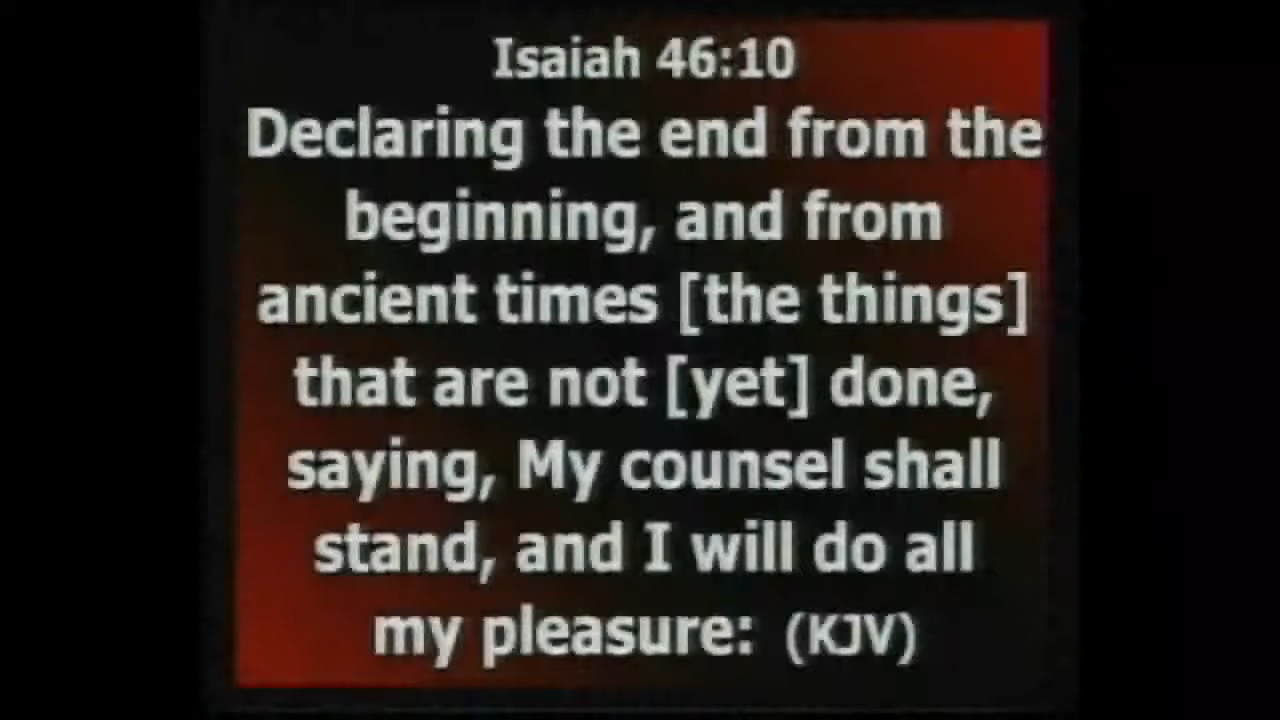 Isaiah 46:10
Declaring the end from the
beginning, and from
ancient times [the things]
that are not [yet] done,
saying, My counsel shall
stand, and I will do all
my pleasure: (KJV)